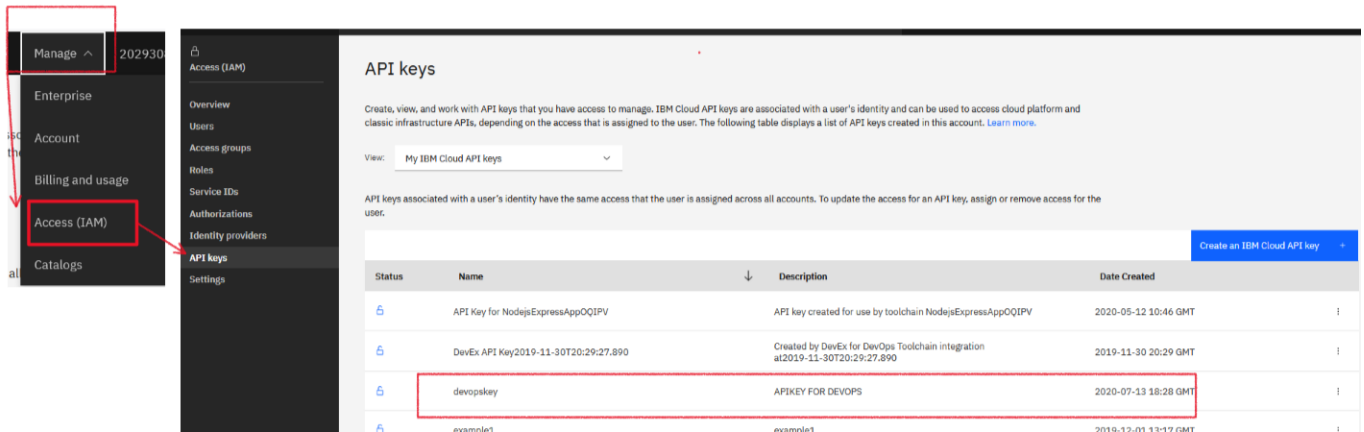 Manage
202930
Enterprise
Account
Billing and usage
Access (IAM)
Catalogs
Access (IAM)
Overview
Users
Access groups
Roles
Service IDs
Authorizations
Identity providers
API keys
Settings
API keys
Create, view, and work with API keys that you have access to manage. IBM Cloud API keys are associated with a user's identity and can be used to access cloud platform and
classic infrastructure APIs, depending on the access that is assigned to the user. The following table displays a list of API keys created in this account. Learn more.
View: My IBM Cloud API keys
API keys associated with a user's identity have the same access that the user is assigned across all accounts. To update the access for an API key, assign or remove access for the
user.
Create an IBM Cloud API key +
Status Name Description Date Created
API Key for NodejsExpressAppOQIPV API key created for use by toolchain NodejsExpressAppOQIPV 2020-05-12 10:46 GMT
DevEx API Key2019-11-30T20:29:27.890 Created by DevEx for DevOps Toolchain integration
at2019-11-30T20:29:27.890 2019-11-30 20:29 GMT
devopskey APIKEY FOR DEVOPS 2020-07-13 18:28 GMT
example1 example1 2019-12-01 13:17 GMT